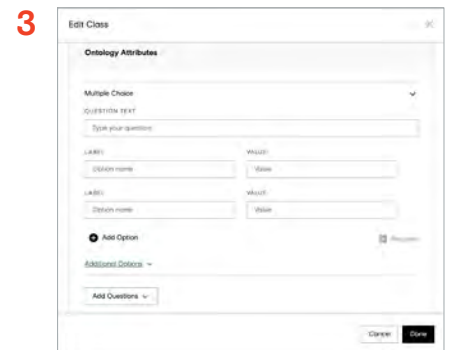 3
Edit Class
Ontology Attributes
Multiple Choice
QUESTION TEXT
Type your question
LABEL VALUE
Option name Value
LABEL VALUE
Option name Value
Add Option Required
Additional Options
Add Questions
Cancel Done